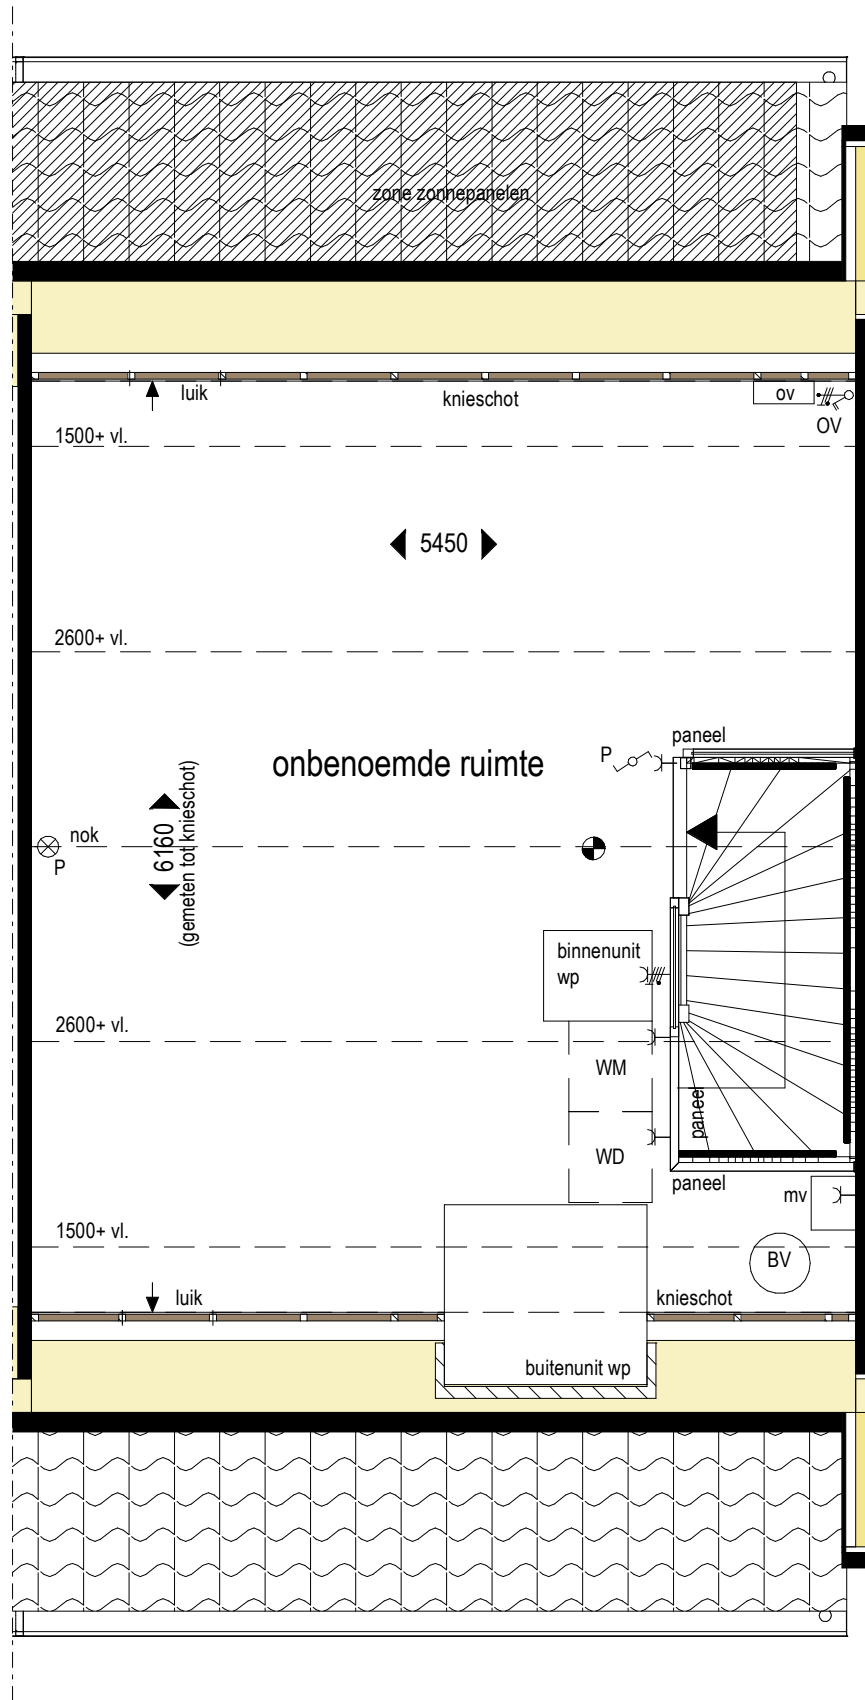 zone zonnepanelen
luik
knieschot
ov
OV
1500+ vl.
5450
2600+ vl.
paneel
P
onbenoemde ruimte
nok
P
6160
(gemeten tot knieschot)
binnenunit
wp
2600+ vl.
WM
paneel
WD
paneel
mv
1500+ vl.
BV
luik
knieschot
buitenunit wp